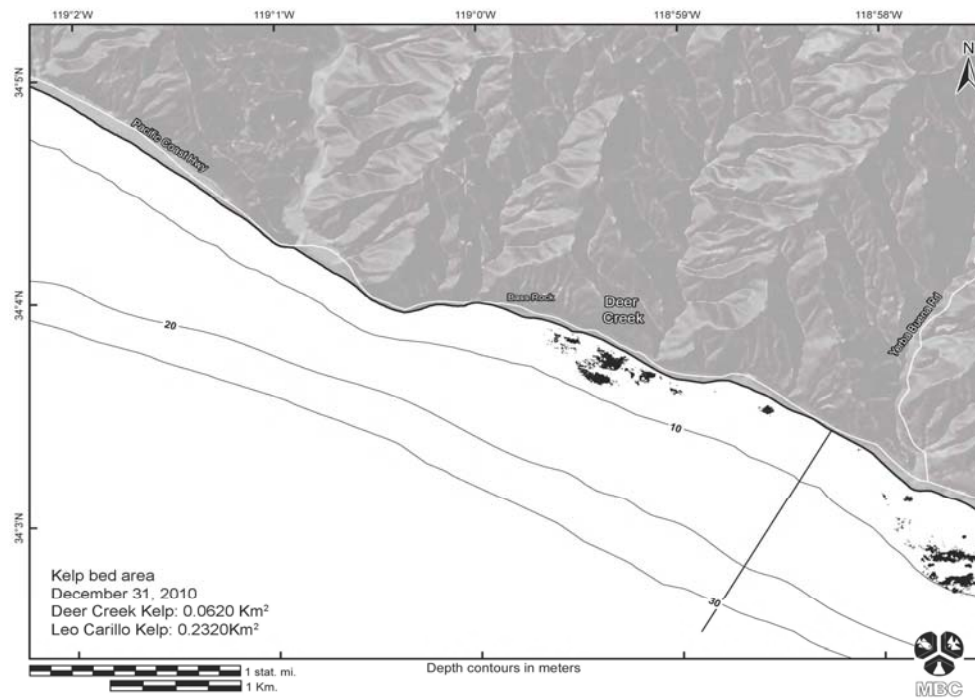 119°2'W 119°1'W 119°0'W 118°59'W 118°58'W
N
34°5'N
Pacific Coast Hwy
34°4'N
Bass Rock
Deer
Creek
Yerba Buena Rd
20
10
34°3'N
30
Kelp bed area
December 31, 2010
Deer Creek Kelp: 0.0620 Km²
Leo Carillo Kelp: 0.2320Km²
1 stat. mi.
1 Km.
Depth contours in meters
MBC